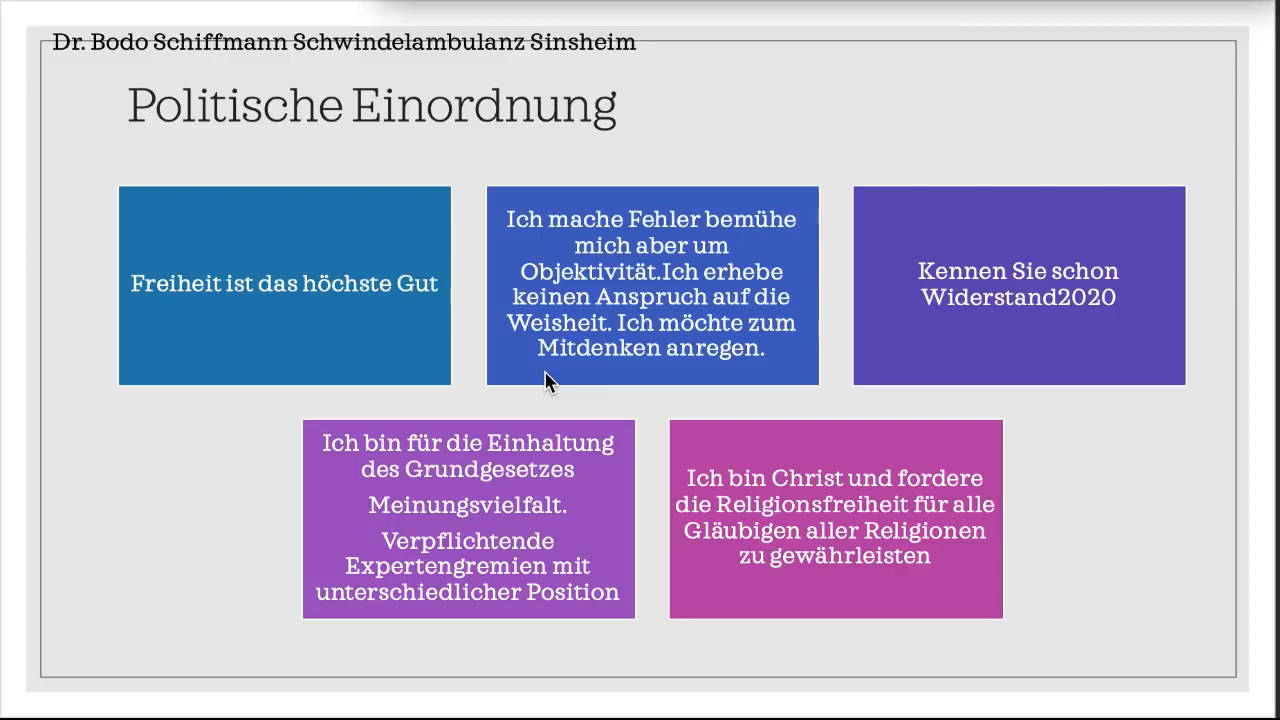 Dr. Bodo Schiffmann Schwindelambulanz Sinsheim
Politische Einordnung
Freiheit ist das höchste Gut
Ich mache Fehler bemühe
mich aber um
Objektivität.Ich erhebe
keinen Anspruch auf die
Weisheit. Ich möchte zum
Mitdenken anregen.
Kennen Sie schon
Widerstand2020
Ich bin für die Einhaltung
des Grundgesetzes
Meinungsvielfalt.
Verpflichtende
Expertengremien mit
unterschiedlicher Position
Ich bin Christ und fordere
die Religionsfreiheit für alle
Gläubigen aller Religionen
zu gewährleisten